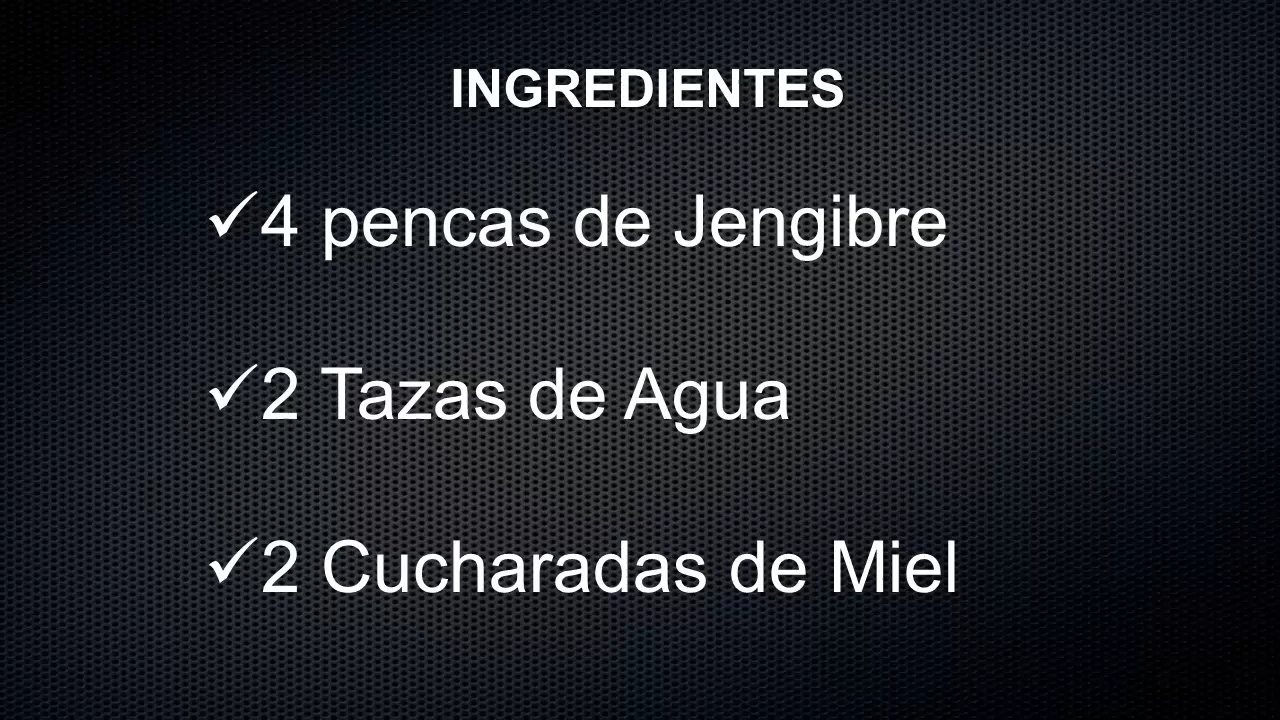 INGREDIENTES
✓4 pencas de Jengibre
✓2 Tazas de Agua
✓2 Cucharadas de Miel